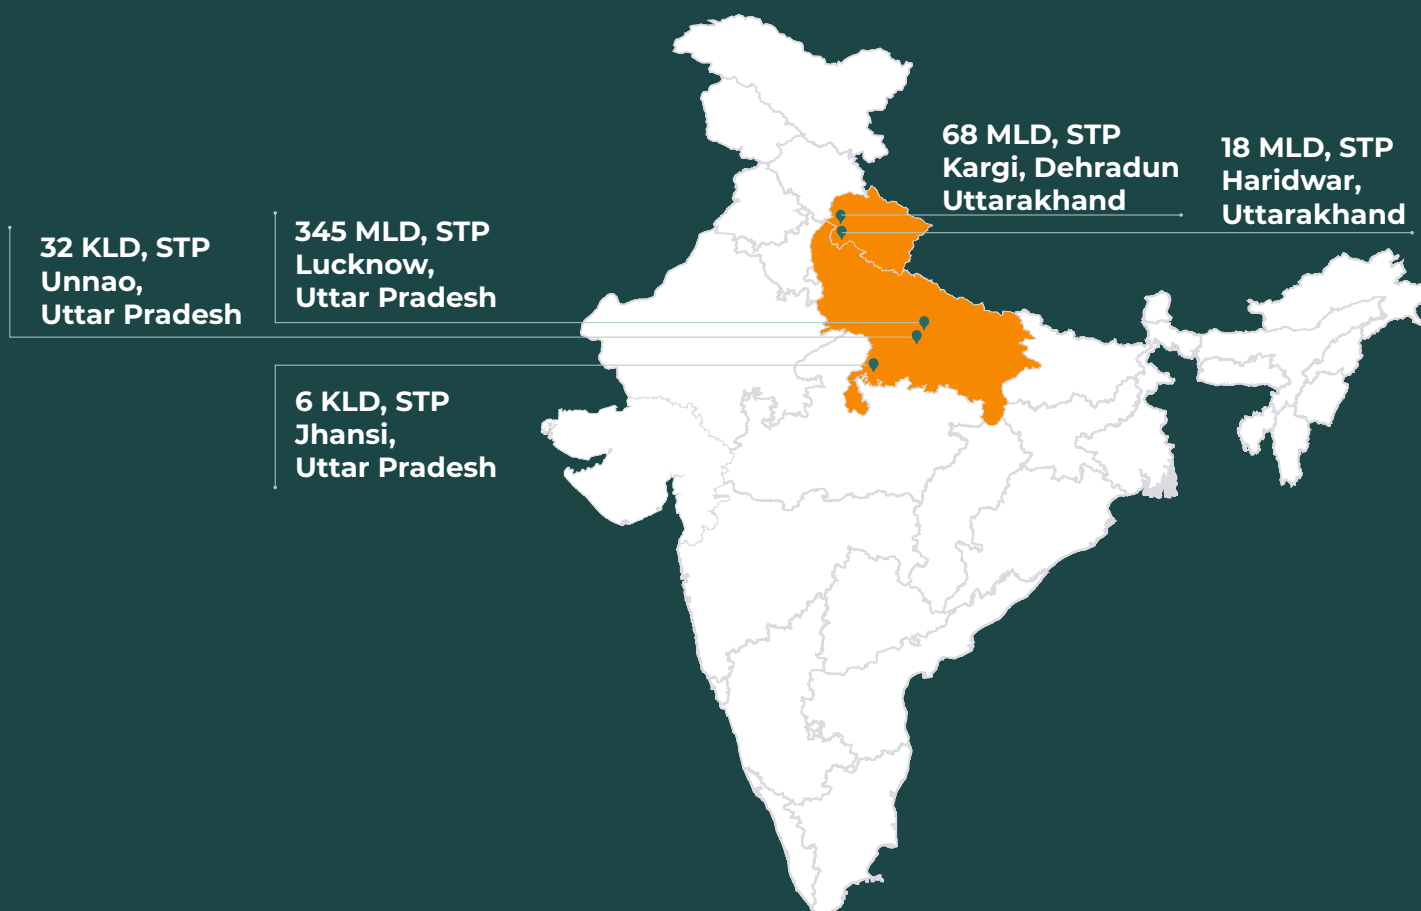 68 MLD, STP
Kargi, Dehradun
Uttarakhand
18 MLD, STP
Haridwar,
Uttarakhand
32 KLD, STP
Unnao,
Uttar Pradesh
345 MLD, STP
Lucknow,
Uttar Pradesh
6 KLD, STP
Jhansi,
Uttar Pradesh